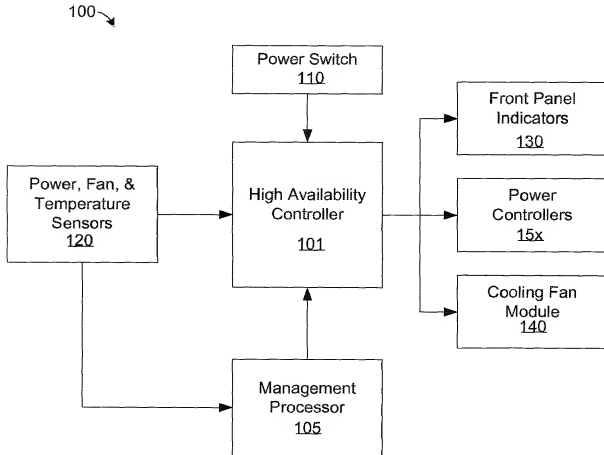 100
Power Switch
110
Front Panel
Indicators
130
Power, Fan, &
Temperature
Sensors
120
High Availability
Controller
101
Power
Controllers
15x
Cooling Fan
Module
140
Management
Processor
105